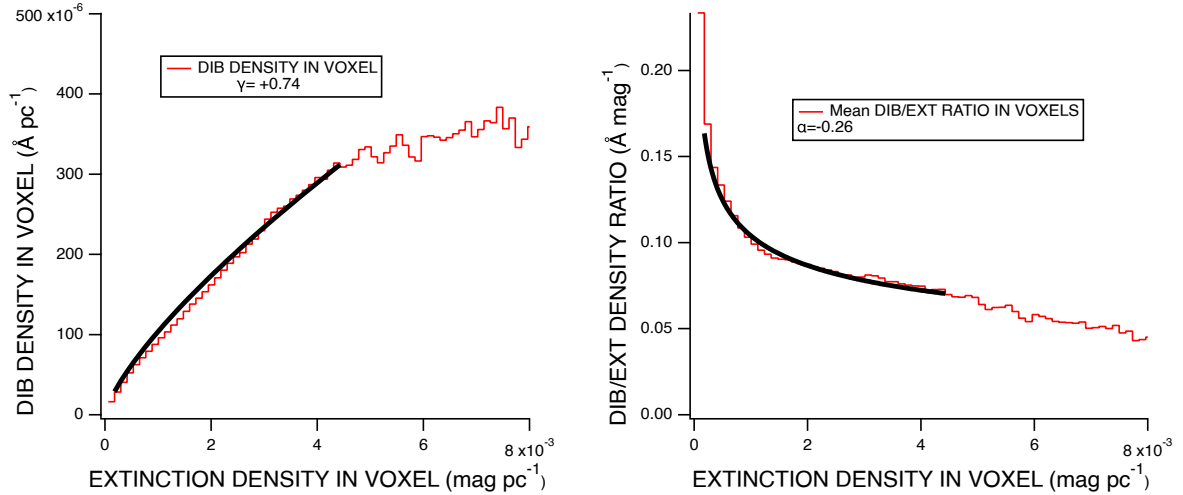 500 x10⁻⁶
400
300
200
100
0
DIB DENSITY IN VOXEL (Å pc⁻¹)
DIB DENSITY IN VOXEL
γ= +0.74
0 2 4 6 8 x10⁻³
EXTINCTION DENSITY IN VOXEL (mag pc⁻¹)
0.20
0.15
0.10
0.05
0.00
DIB/EXT DENSITY RATIO (Å mag⁻¹)
Mean DIB/EXT RATIO IN VOXELS
α=-0.26
0 2 4 6 8 x10⁻³
EXTINCTION DENSITY IN VOXEL (mag pc⁻¹)